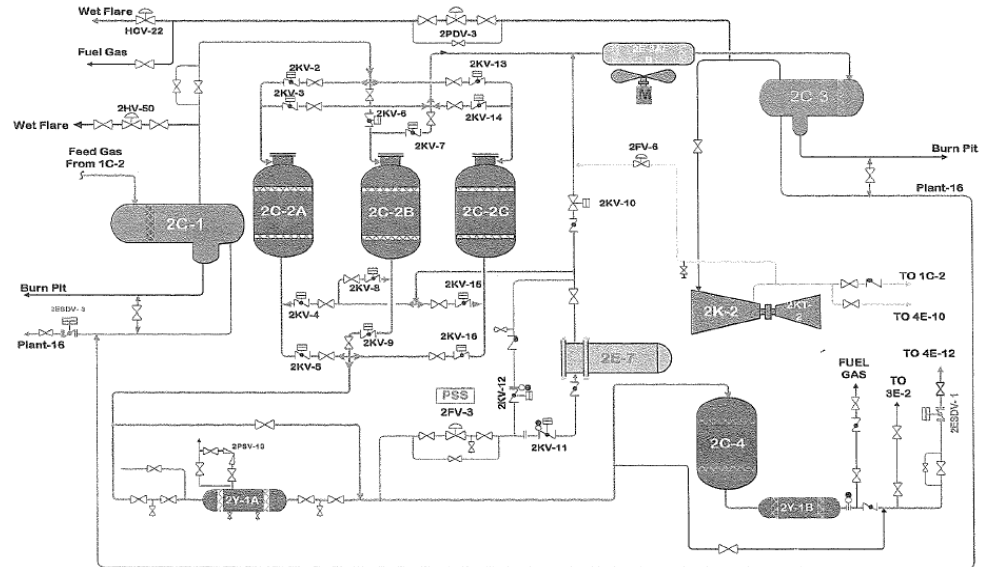 Wet Flare
HCV-22
2PDV-3
Fuel Gas
2KV-2
2KV-13
2KV-3
2C-3
2HV-50
2KV-6
2KV-14
Wet Flare
2KV-7
Feed Gas
From 1C-2
2FV-6
Burn Pit
2C-2A
2C-2B
2C-2C
Plant-16
2KV-10
2C-1
2KV-8
TO 1C-2
Burn Pit
2KV-15
2KV-4
2K-2
TO 4E-10
2KV-9
Plant-16
2KV-5
2KV-16
2E-7
TO 4E-12
FUEL
GAS
TO
3E-2
2ESDV-1
2KV-12
PSS
2FV-3
2C-4
2KV-11
2PSV-10
2Y-1A
2Y-1B